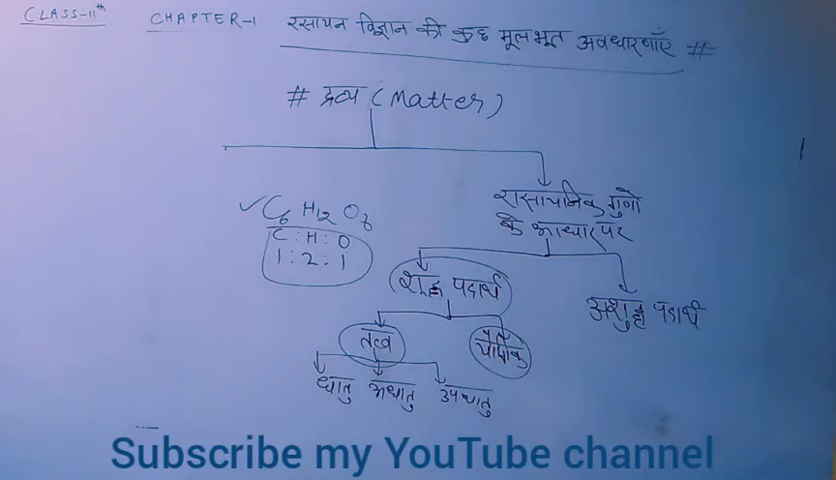 CLASS-11th CHAPTER-1 रसायन विज्ञान की कुछ मूलभूत अवधारणाएँ #
# द्रव्य (Matter)
रासायनिक गुणों
के आधार पर
✓C6 H12 O6
C : H : O
1 : 2 : 1
शुद्ध पदार्थ
अशुद्ध पदार्थ
तत्व
यौगिक
धातु अधातु उपधातु
Subscribe my YouTube channel